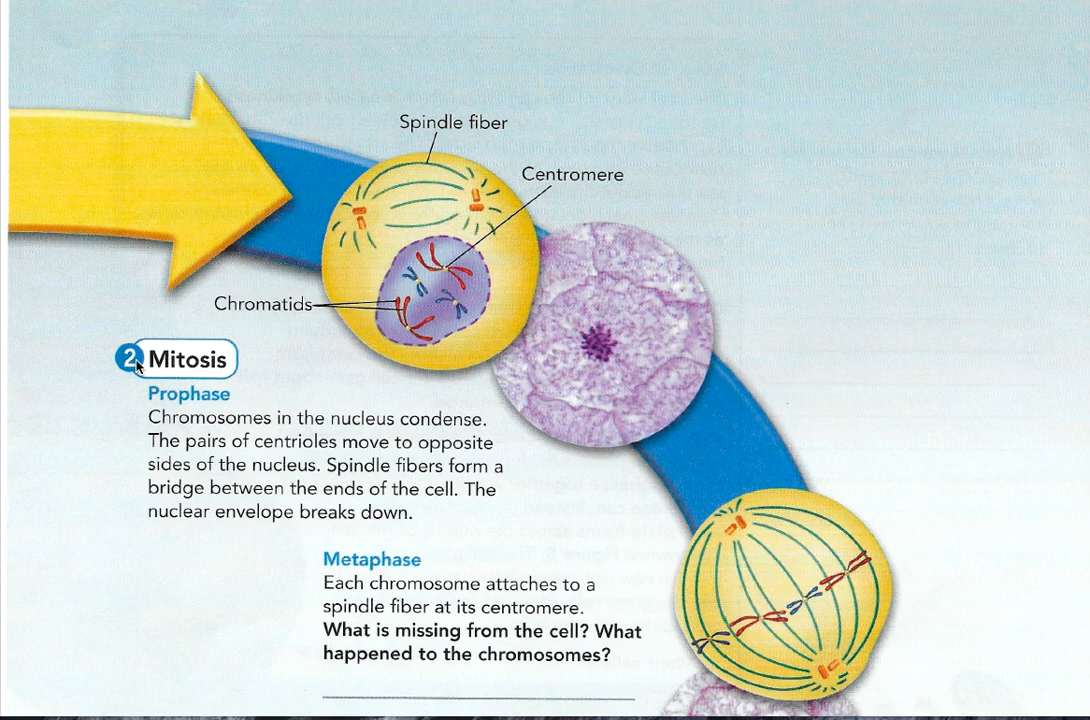 Spindle fiber
Centromere
Chromatids
2 Mitosis
Prophase
Chromosomes in the nucleus condense.
The pairs of centrioles move to opposite
sides of the nucleus. Spindle fibers form a
bridge between the ends of the cell. The
nuclear envelope breaks down.
Metaphase
Each chromosome attaches to a
spindle fiber at its centromere.
What is missing from the cell? What
happened to the chromosomes?